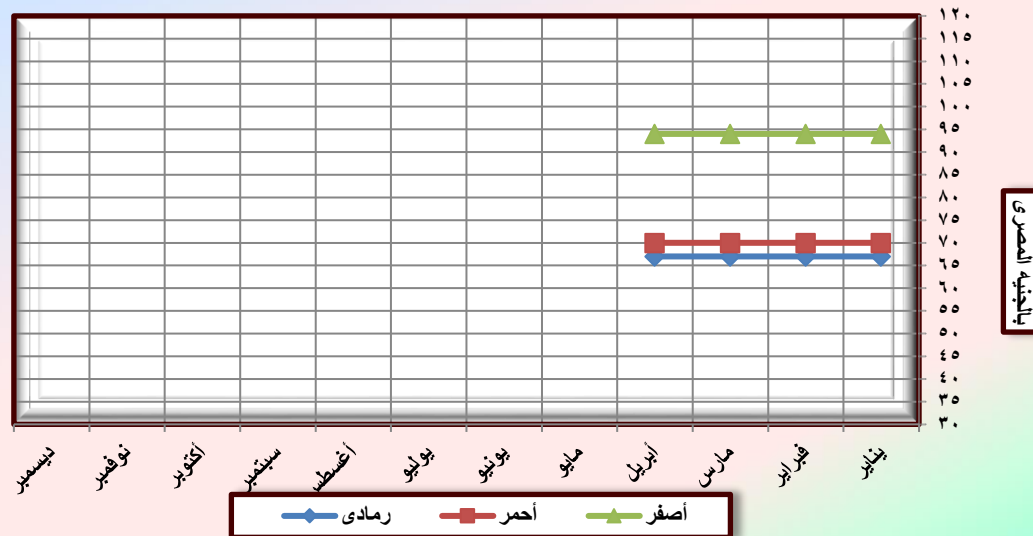 ١٢٠
١١٥
١١٠
١٠٥
١٠٠
٩٥
٩٠
٨٥
٨٠
٧٥
٧٠
٦٥
٦٠
٥٥
٥٠
٤٥
٤٠
٣٥
٣٠
بالجنيه المصرى
يناير
فبراير
مارس
أبريل
مايو
يونيو
يوليو
أغسطس
سبتمبر
أكتوبر
نوفمبر
ديسمبر
أصفر أحمر رمادى